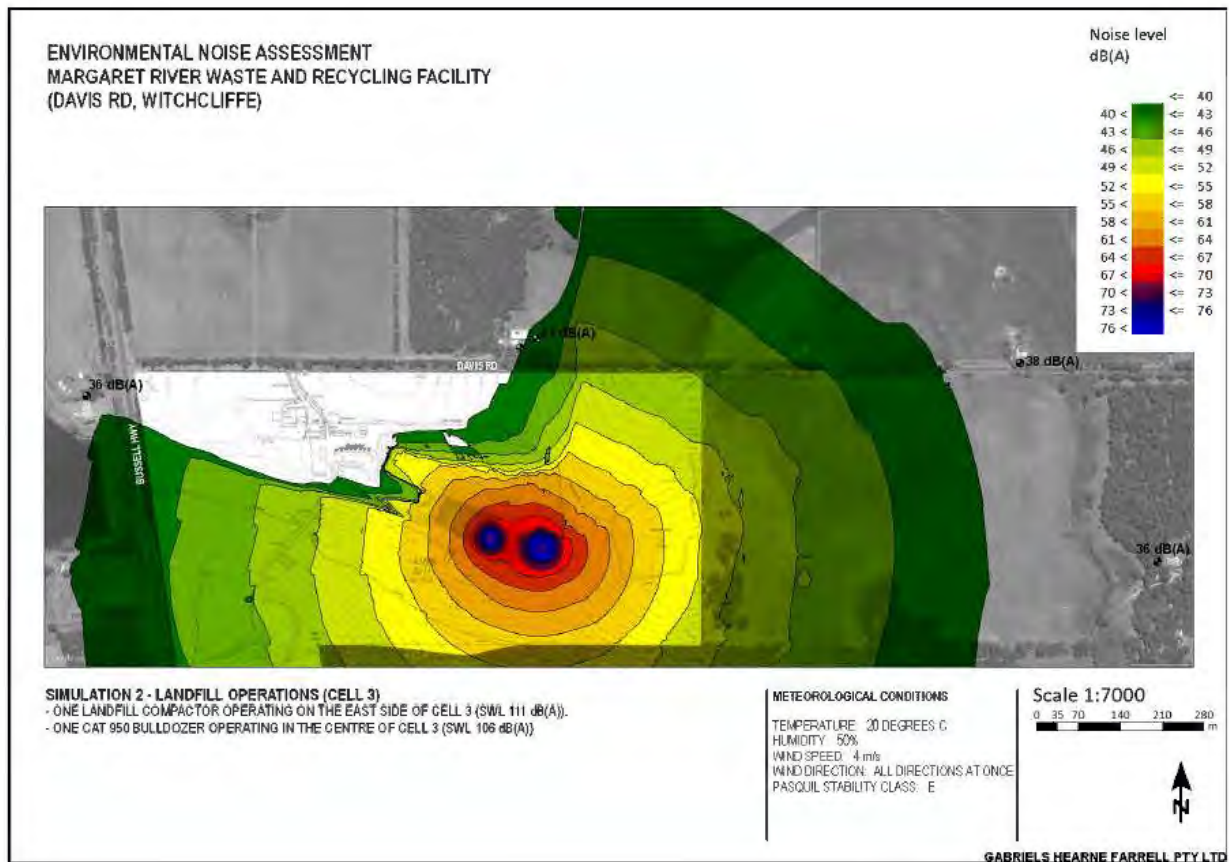 ENVIRONMENTAL NOISE ASSESSMENT
MARGARET RIVER WASTE AND RECYCLING FACILITY
(DAVIS RD, WITCHCLIFFE)
Noise level
dB(A)
<= 40
40 < <= 43
43 < <= 46
46 < <= 49
49 < <= 52
52 < <= 55
55 < <= 58
58 < <= 61
61 < <= 64
64 < <= 67
67 < <= 70
70 < <= 73
73 < <= 76
76 <
dB(A)
DAVIS RD
38 dB(A)
36 dB(A)
BUSSELL HWY
36 dB(A)
SIMULATION 2 - LANDFILL OPERATIONS (CELL 3)
- ONE LANDFILL COMPACTOR OPERATING ON THE EAST SIDE OF CELL 3 (SWL 111 dB(A)).
- ONE CAT 950 BULLDOZER OPERATING IN THE CENTRE OF CELL 3 (SWL 106 dB(A))
METEOROLOGICAL CONDITIONS
TEMPERATURE: 20 DEGREES C
HUMIDITY: 50%
WIND SPEED: 4 m/s
WIND DIRECTION: ALL DIRECTIONS AT ONCE
PASQUIL STABILITY CLASS: E
Scale 1:7000
0 35 70 140 210 280
m
N
GABRIELS HEARNE FARRELL PTY LTD